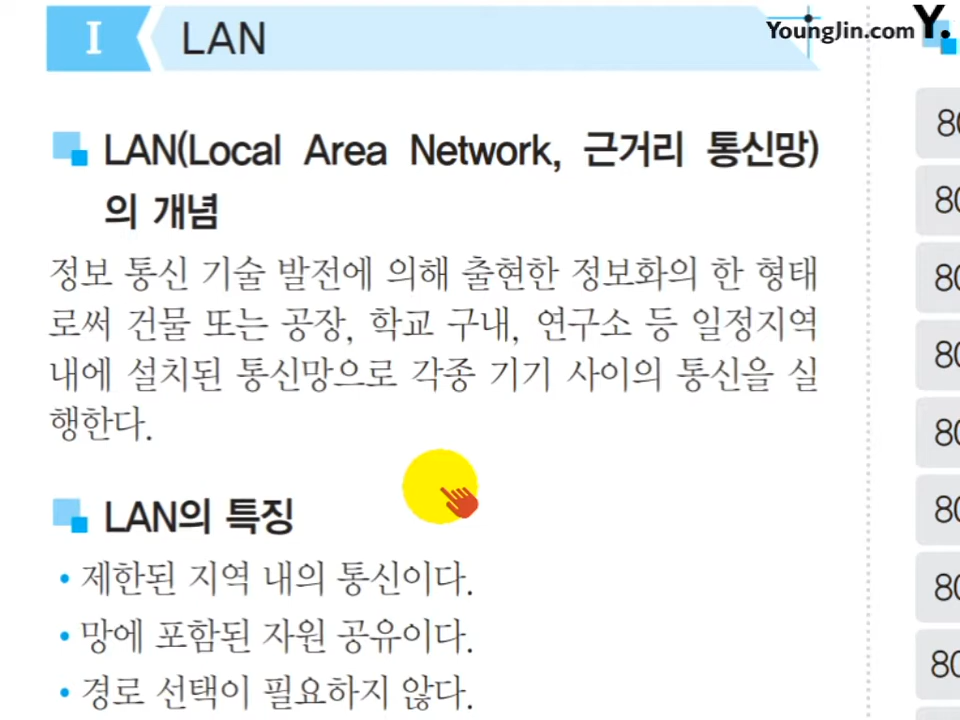 I LAN
YoungJin.com Y.
LAN(Local Area Network, 근거리 통신망)
의 개념
정보 통신 기술 발전에 의해 출현한 정보화의 한 형태
로써 건물 또는 공장, 학교 구내, 연구소 등 일정지역
내에 설치된 통신망으로 각종 기기 사이의 통신을 실
행한다.
LAN의 특징
• 제한된 지역 내의 통신이다.
• 망에 포함된 자원 공유이다.
• 경로 선택이 필요하지 않다.